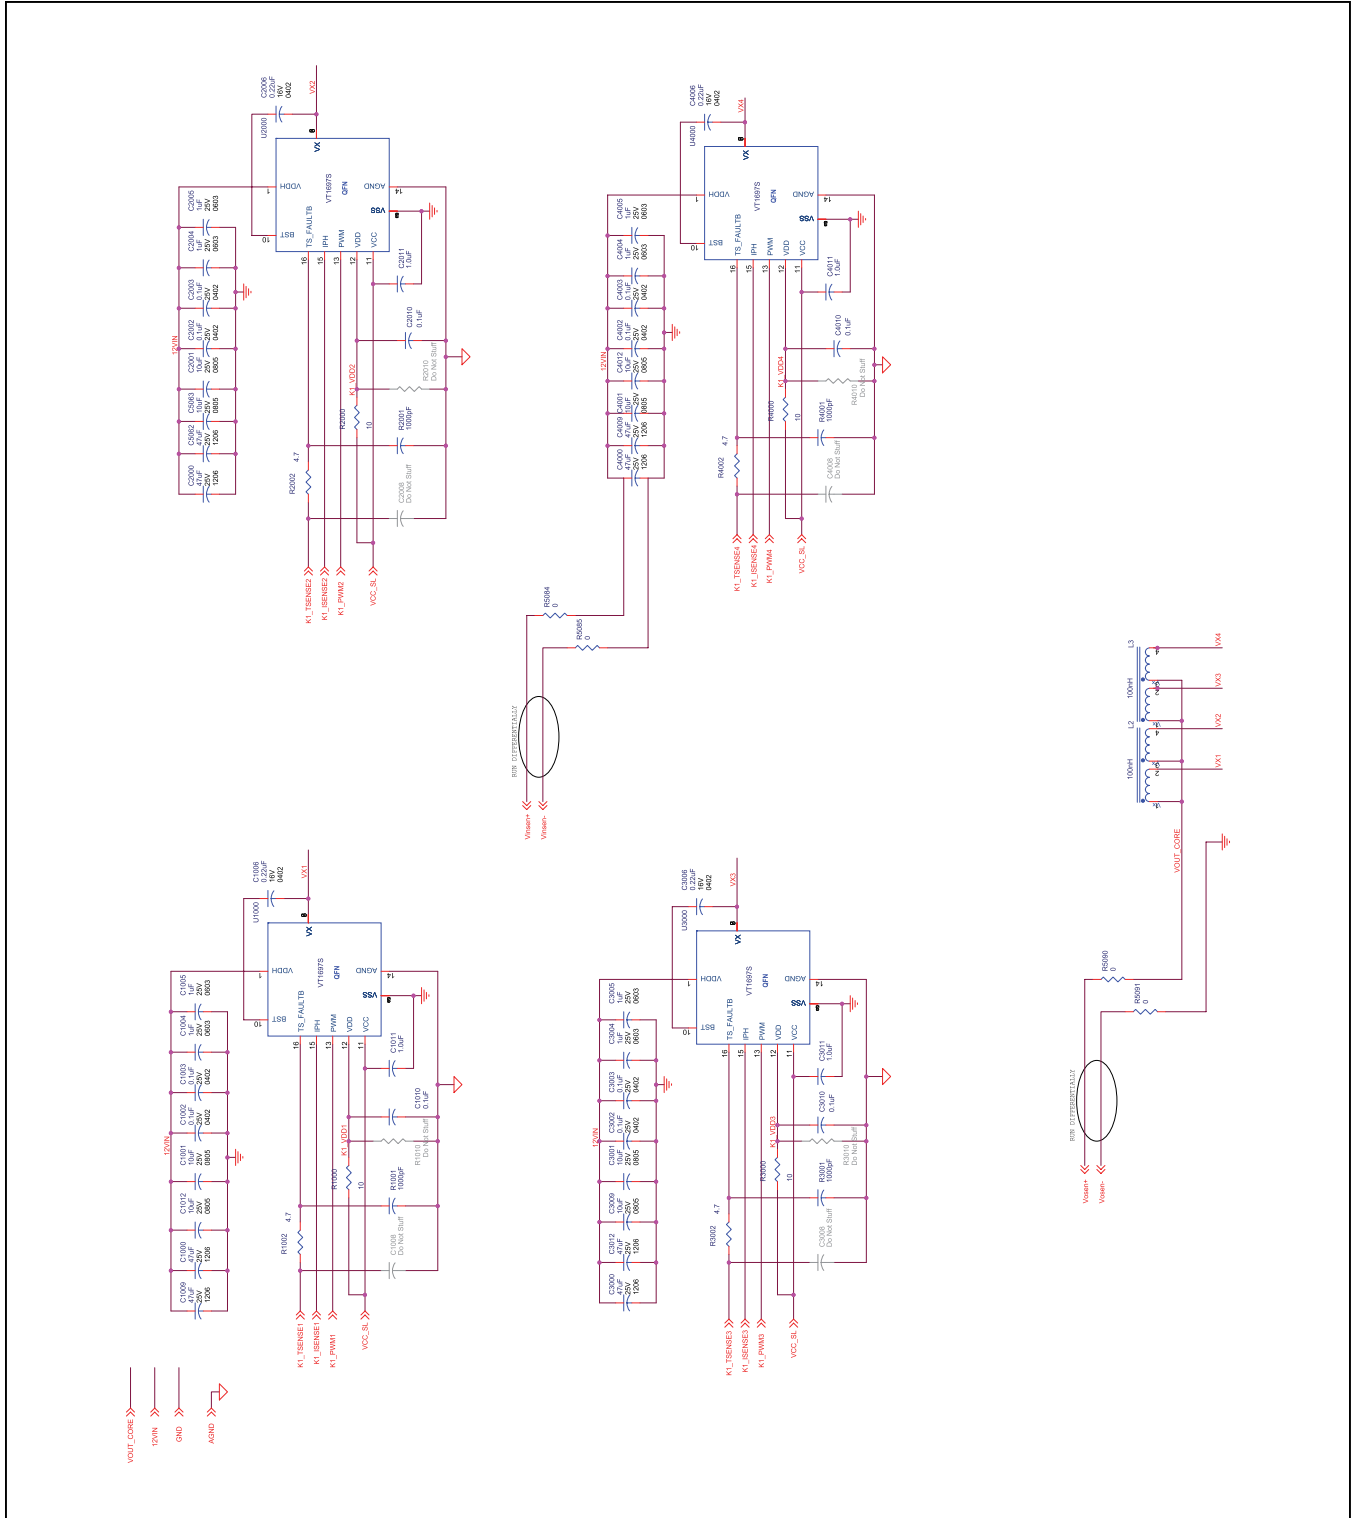 C2006
0.22uF
16V
0402
VX2
U2000
8
VX
VDDH
1
VT1697S
QFN
AGND
14
VSS
BST
10
TS_FAULTB
IPH
PWM
VDD
VCC
16
15
13
12
11
C2005
1uF
25V
0603
C2004
1uF
25V
0603
C2003
0.1uF
25V
0402
C2002
0.1uF
25V
0402
C2001
10uF
25V
0805
C5063
10uF
25V
0805
C5062
47uF
25V
1206
C2000
47uF
25V
1206
12VIN
C2011
1.0uF
C2010
0.1uF
K1_VDD2
R2010
Do Not Stuff
R2000
10
R2001
1000pF
4.7
R2002
C2008
Do Not Stuff
K1_TSENSE2
K1_ISENSE2
K1_PWM2
VCC_SL
C4006
0.22uF
16V
0402
VX4
U4000
8
VX
VDDH
1
VT1697S
QFN
AGND
14
VSS
BST
10
TS_FAULTB
IPH
PWM
VDD
VCC
16
15
13
12
11
C4005
1uF
25V
0603
C4004
1uF
25V
0603
C4003
0.1uF
25V
0402
C4002
0.1uF
25V
0402
C4012
10uF
25V
0805
C4001
10uF
25V
0805
C4009
47uF
25V
1206
C4000
47uF
25V
1206
12VIN
C4011
1.0uF
C4010
0.1uF
K1_VDD4
R4010
Do Not Stuff
R4000
10
R4001
1000pF
4.7
R4002
C4008
Do Not Stuff
K1_TSENSE4
K1_ISENSE4
K1_PWM4
VCC_SL
R5084
0
R5085
0
RUN DIFFERENTIALLY
Vinsen+
Vinsen-
L3
100nH
L2
100nH
VX4
VX3
VX2
VX1
VOUT_CORE
R5090
0
R5091
0
RUN DIFFERENTIALLY
Vosen+
Vosen-
C1006
0.22uF
16V
0402
VX1
U1000
8
VX
VDDH
1
VT1697S
QFN
AGND
14
VSS
BST
10
TS_FAULTB
IPH
PWM
VDD
VCC
16
15
13
12
11
C1005
1uF
25V
0603
C1004
1uF
25V
0603
C1003
0.1uF
25V
0402
C1002
0.1uF
25V
0402
C1001
10uF
25V
0805
C1012
10uF
25V
0805
C1000
47uF
25V
1206
C1009
47uF
25V
1206
12VIN
C1011
1.0uF
C1010
0.1uF
K1_VDD1
R1010
Do Not Stuff
R1000
10
R1001
1000pF
4.7
R1002
C1008
Do Not Stuff
K1_TSENSE1
K1_ISENSE1
K1_PWM1
VCC_SL
C3006
0.22uF
16V
0402
VX3
U3000
8
VX
VDDH
1
VT1697S
QFN
AGND
14
VSS
BST
10
TS_FAULTB
IPH
PWM
VDD
VCC
16
15
13
12
11
C3005
1uF
25V
0603
C3004
1uF
25V
0603
C3003
0.1uF
25V
0402
C3002
0.1uF
25V
0402
C3001
10uF
25V
0805
C3009
10uF
25V
0805
C3012
47uF
25V
1206
C3000
47uF
25V
1206
12VIN
C3011
1.0uF
C3010
0.1uF
K1_VDD3
R3010
Do Not Stuff
R3000
10
R3001
1000pF
4.7
R3002
C3008
Do Not Stuff
K1_TSENSE3
K1_ISENSE3
K1_PWM3
VCC_SL
VOUT_CORE
12VIN
GND
AGND